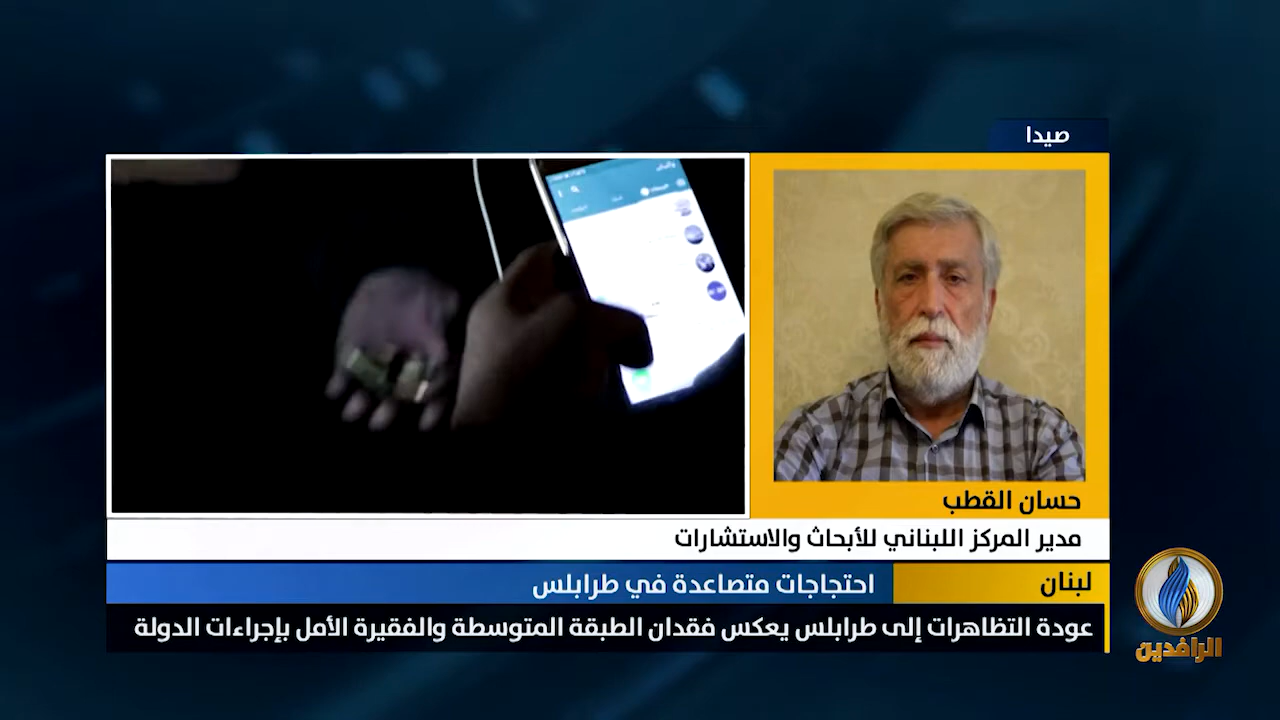 صيدا
حسان القطب
مدير المركز اللبناني للأبحاث والاستشارات
لبنان
احتجاجات متصاعدة في طرابلس
عودة التظاهرات إلى طرابلس يعكس فقدان الطبقة المتوسطة والفقيرة الأمل بإجراءات الدولة
الرافدين